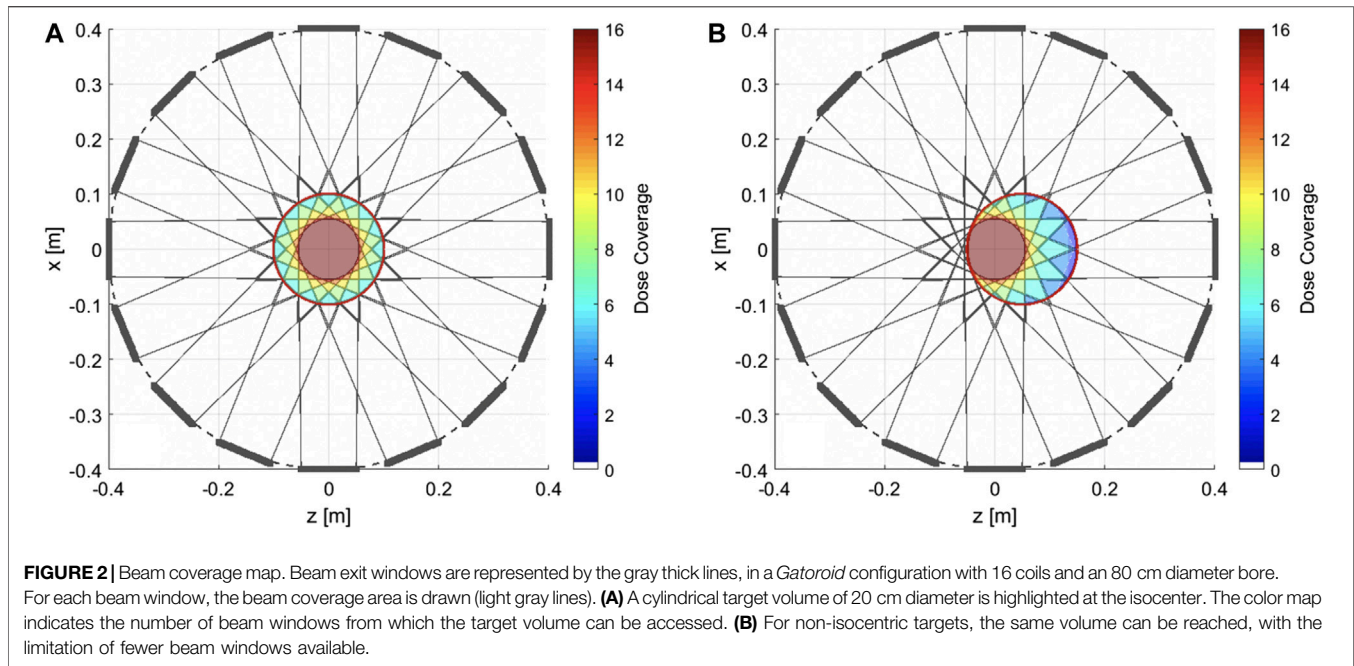 A
0.4
0.3
0.2
0.1
0
-0.1
-0.2
-0.3
-0.4
x [m]
-0.4 -0.2 0 0.2 0.4
z [m]
16
14
12
10
8
6
4
2
0
Dose Coverage
B
0.4
0.3
0.2
0.1
0
-0.1
-0.2
-0.3
-0.4
x [m]
-0.4 -0.2 0 0.2 0.4
z [m]
16
14
12
10
8
6
4
2
0
Dose Coverage
FIGURE 2 | Beam coverage map. Beam exit windows are represented by the gray thick lines, in a Gatoroid configuration with 16 coils and an 80 cm diameter bore.
For each beam window, the beam coverage area is drawn (light gray lines). (A) A cylindrical target volume of 20 cm diameter is highlighted at the isocenter. The color map
indicates the number of beam windows from which the target volume can be accessed. (B) For non-isocentric targets, the same volume can be reached, with the
limitation of fewer beam windows available.